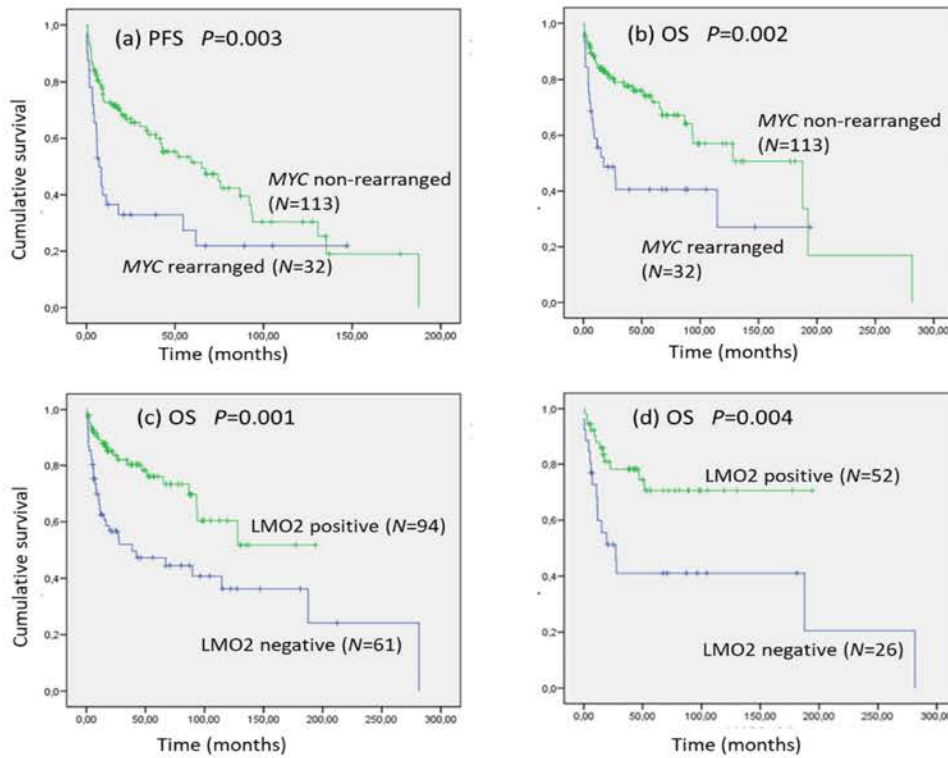 (a) PFS P=0.003
Cumulative survival
1,0
0,8
0,6
0,4
0,2
0,0
MYC non-rearranged
(N=113)
MYC rearranged (N=32)
0,00 50,00 100,00 150,00 200,00
Time (months)
(b) OS P=0.002
1,0
0,8
0,6
0,4
0,2
0,0
MYC non-rearranged
(N=113)
MYC rearranged
(N=32)
0,00 50,00 100,00 150,00 200,00 250,00 300,00
Time (months)
(c) OS P=0.001
Cumulative survival
1,0
0,8
0,6
0,4
0,2
0,0
LMO2 positive (N=94)
LMO2 negative (N=61)
0,00 50,00 100,00 150,00 200,00 250,00 300,00
Time (months)
(d) OS P=0.004
1,0
0,8
0,6
0,4
0,2
0,0
LMO2 positive (N=52)
LMO2 negative (N=26)
0,00 50,00 100,00 150,00 200,00 250,00 300,00
Time (months)